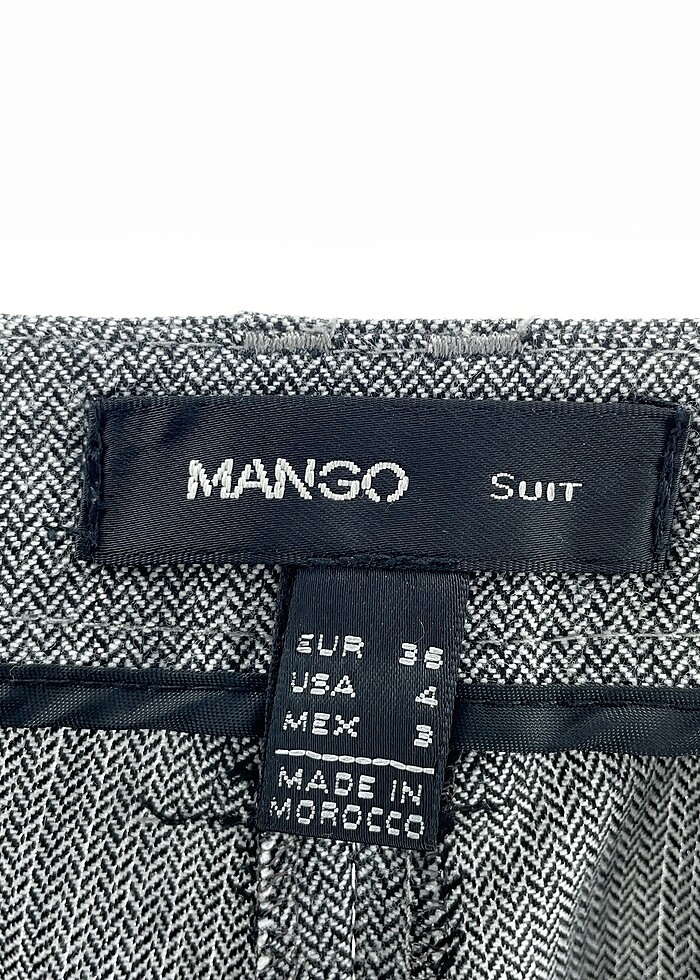 MANGO SUIT
EUR 36
USA 4
MEX 3
MADE IN
MOROCCO